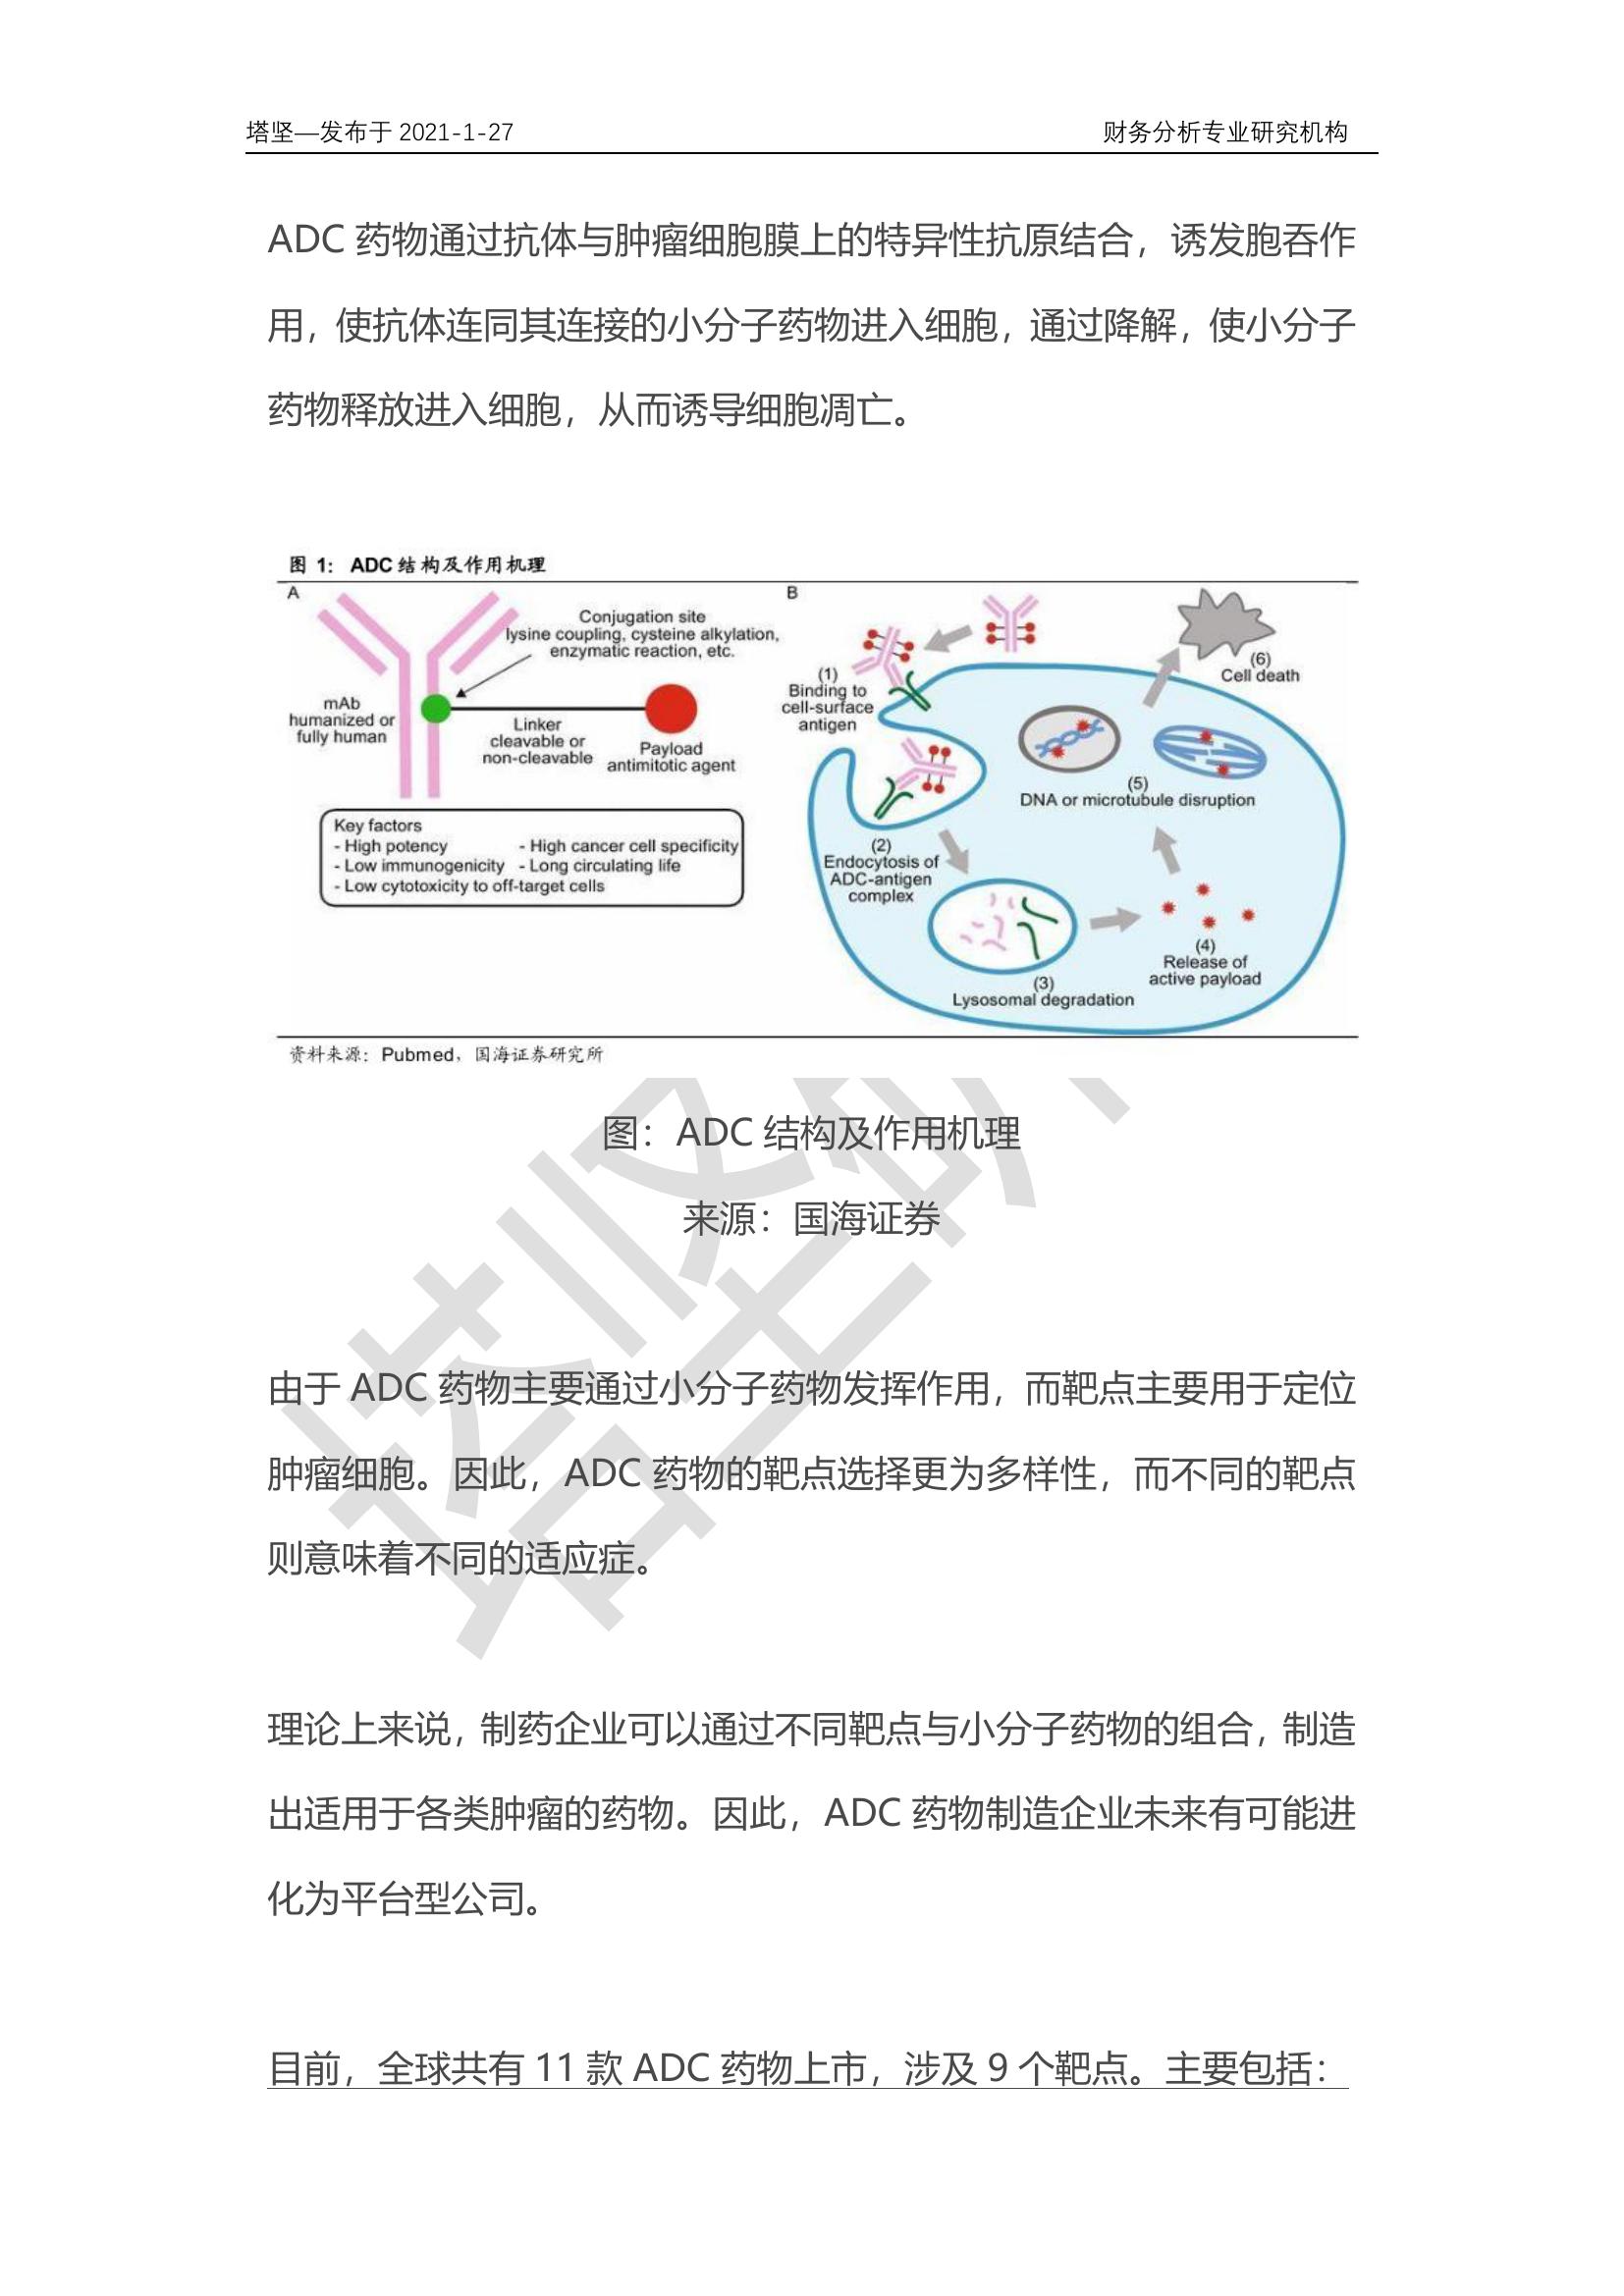 塔坚—发布于 2021-1-27
财务分析专业研究机构
ADC 药物通过抗体与肿瘤细胞膜上的特异性抗原结合，诱发胞吞作
用，使抗体连同其连接的小分子药物进入细胞，通过降解，使小分子
药物释放进入细胞，从而诱导细胞凋亡。
图 1： ADC 结构及作用机理
A
Conjugation site
lysine coupling, cysteine alkylation,
enzymatic reaction, etc.
mAb
humanized or
fully human
Linker
cleavable or
non-cleavable
Payload
antimitotic agent
Key factors
- High potency - High cancer cell specificity
- Low immunogenicity - Long circulating life
- Low cytotoxicity to off-target cells
B
(1)
Binding to
cell-surface
antigen
(6)
Cell death
(5)
DNA or microtubule disruption
(2)
Endocytosis of
ADC-antigen
complex
(4)
Release of
active payload
(3)
Lysosomal degradation
资料来源：Pubmed，国海证券研究所
图：ADC 结构及作用机理
来源：国海证券
由于 ADC 药物主要通过小分子药物发挥作用，而靶点主要用于定位
肿瘤细胞。因此，ADC 药物的靶点选择更为多样性，而不同的靶点
则意味着不同的适应症。
理论上来说，制药企业可以通过不同靶点与小分子药物的组合，制造
出适用于各类肿瘤的药物。因此，ADC 药物制造企业未来有可能进
化为平台型公司。
目前，全球共有 11 款 ADC 药物上市，涉及 9 个靶点。主要包括：
塔坚